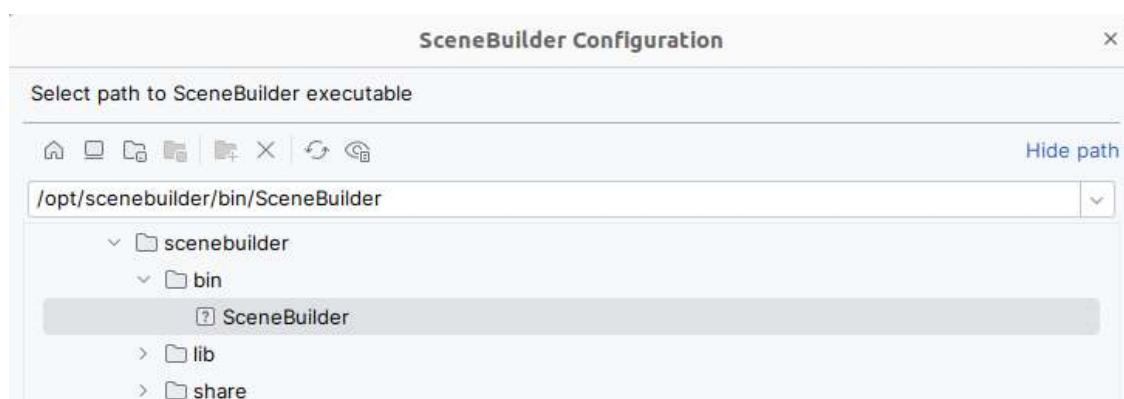 SceneBuilder Configuration
Select path to SceneBuilder executable
Hide path
/opt/scenebuilder/bin/SceneBuilder
scenebuilder
bin
SceneBuilder
lib
share